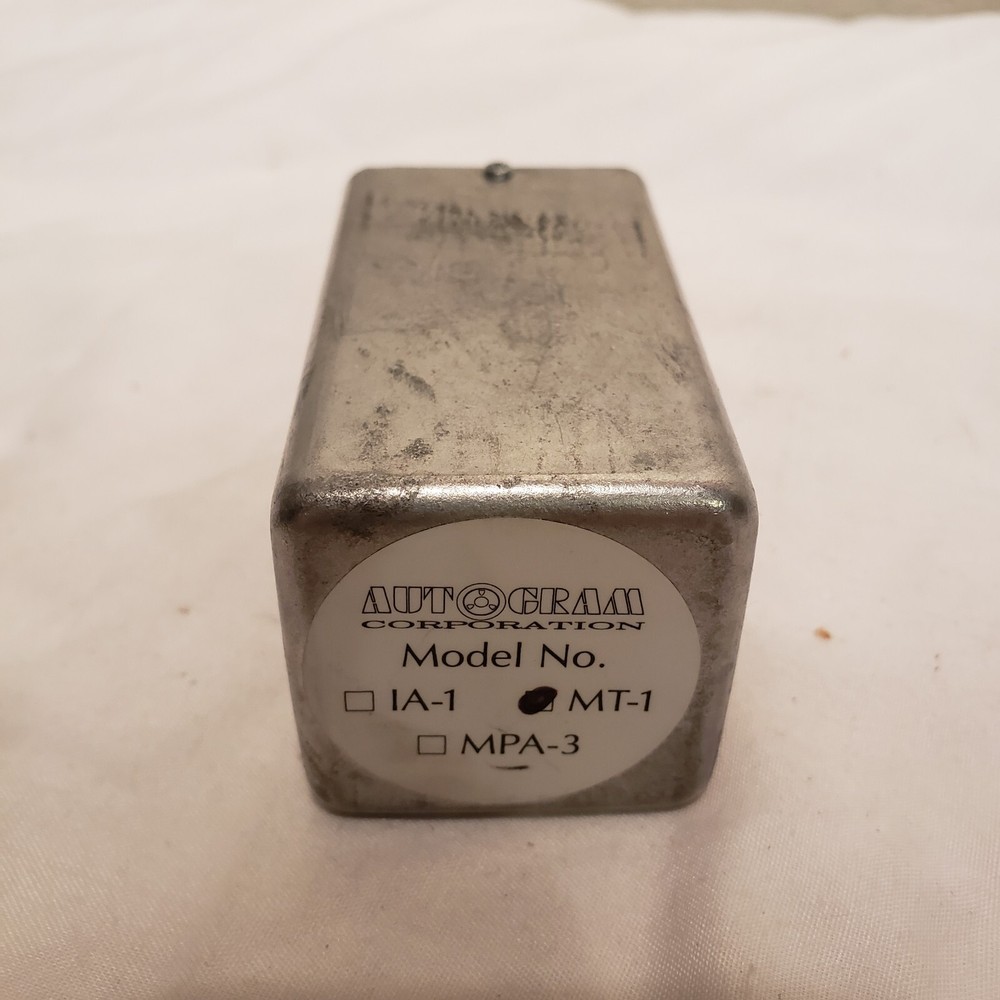 AUTOGRAM
CORPORATION
Model No.
☐ IA-1 ☐ MT-1
☐ MPA-3